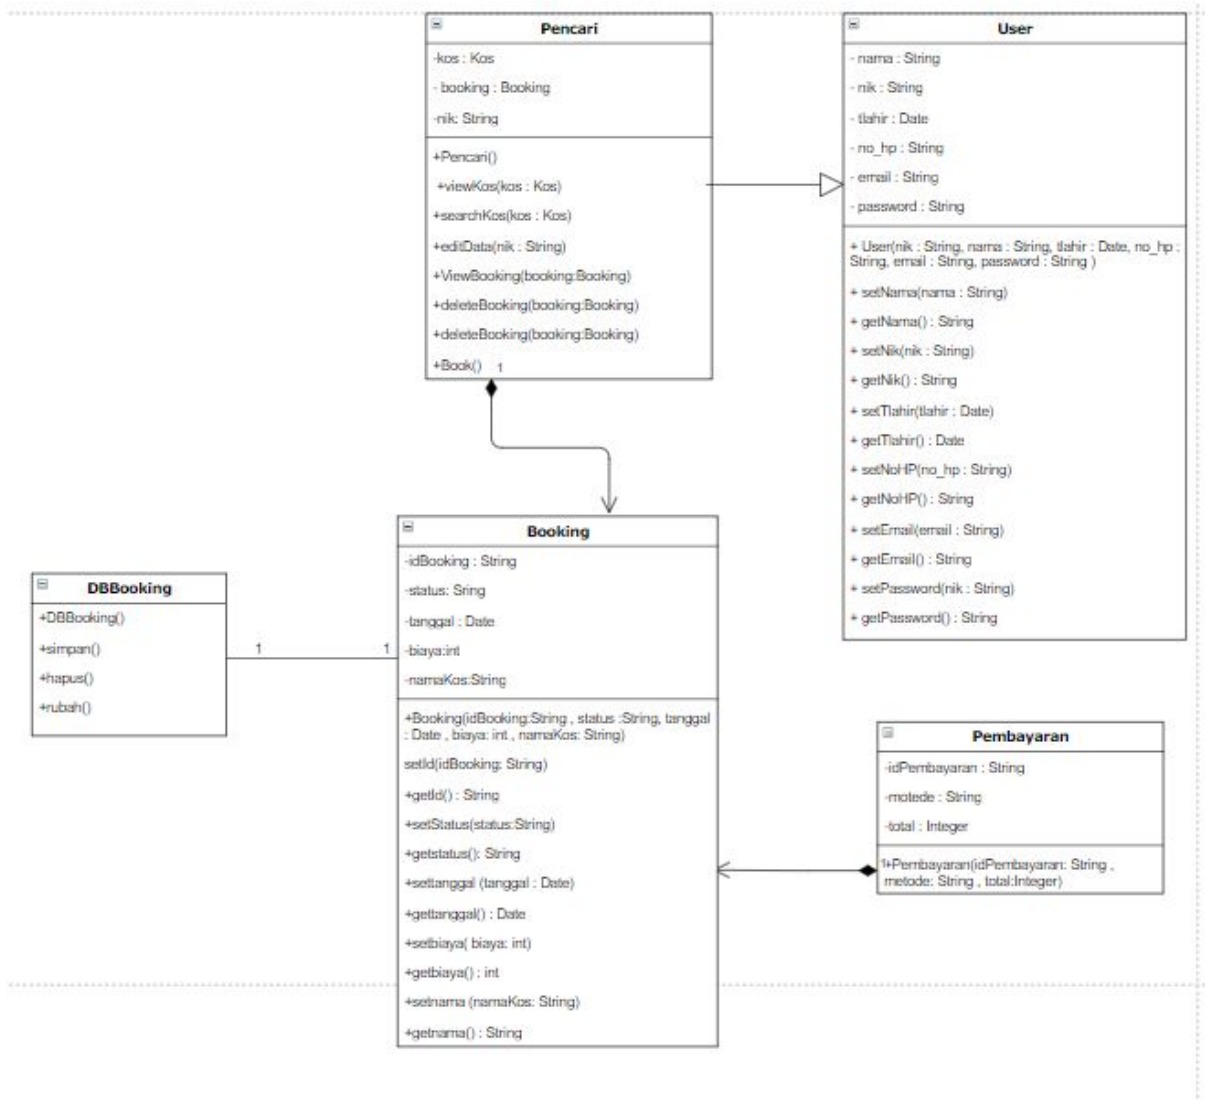 Pencari
-kos : Kos
- booking : Booking
-nik: String
+Pencari()
+viewKos(kos : Kos)
+searchKos(kos : Kos)
+editData(nik : String)
+ViewBooking(booking:Booking)
+deleteBooking(booking:Booking)
+deleteBooking(booking:Booking)
+Book()
1
User
- nama : String
- nik : String
- tlahir : Date
- no_hp : String
- email : String
- password : String
+ User(nik : String, nama : String, tlahir : Date, no_hp :
String, email : String, password : String )
+ setNama(nama : String)
+ getNama() : String
+ setNik(nik : String)
+ getNik() : String
+ setTlahir(tlahir : Date)
+ getTlahir() : Date
+ setNoHP(no_hp : String)
+ getNoHP() : String
+ setEmail(email : String)
+ getEmail() : String
+ setPassword(nik : String)
+ getPassword() : String
DBBooking
+DBBooking()
+simpan()
+hapus()
+rubah()
1
1
Booking
-idBooking : String
-status: Sring
-tanggal : Date
-biaya:int
-namaKos:String
+Booking(idBooking:String , status :String, tanggal
: Date , biaya: int , namaKos: String)
setId(idBooking: String)
+getId() : String
+setStatus(status:String)
+getstatus(): String
+settanggal (tanggal : Date)
+gettanggal() : Date
+setbiaya( biaya: int)
+getbiaya() : int
+setnama (namaKos: String)
+getnama() : String
Pembayaran
-idPembayaran : String
-motede : String
-total : Integer
1
+Pembayaran(idPembayaran: String ,
metode: String , total:Integer)